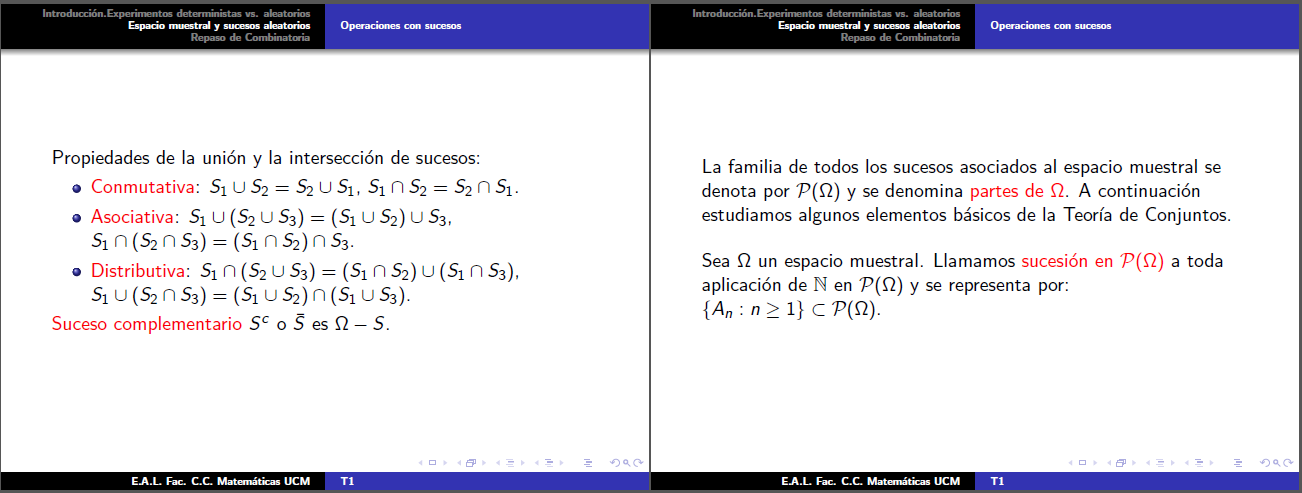 Introducción.Experimentos deterministas vs. aleatorios
Espacio muestral y sucesos aleatorios
Repaso de Combinatoria
Operaciones con sucesos
Propiedades de la unión y la intersección de sucesos:
Conmutativa: S₁ ∪ S₂ = S₂ ∪ S₁, S₁ ∩ S₂ = S₂ ∩ S₁.
Asociativa: S₁ ∪ (S₂ ∪ S₃) = (S₁ ∪ S₂) ∪ S₃,
S₁ ∩ (S₂ ∩ S₃) = (S₁ ∩ S₂) ∩ S₃.
Distributiva: S₁ ∩ (S₂ ∪ S₃) = (S₁ ∩ S₂) ∪ (S₁ ∩ S₃),
S₁ ∪ (S₂ ∩ S₃) = (S₁ ∪ S₂) ∩ (S₁ ∪ S₃).
Suceso complementario Sᶜ o S̄ es Ω − S.
E.A.L. Fac. C.C. Matemáticas UCM
T1
Introducción.Experimentos deterministas vs. aleatorios
Espacio muestral y sucesos aleatorios
Repaso de Combinatoria
Operaciones con sucesos
La familia de todos los sucesos asociados al espacio muestral se
denota por 𝒫(Ω) y se denomina partes de Ω. A continuación
estudiamos algunos elementos básicos de la Teoría de Conjuntos.
Sea Ω un espacio muestral. Llamamos sucesión en 𝒫(Ω) a toda
aplicación de ℕ en 𝒫(Ω) y se representa por:
{Aₙ : n ≥ 1} ⊂ 𝒫(Ω).
E.A.L. Fac. C.C. Matemáticas UCM
T1